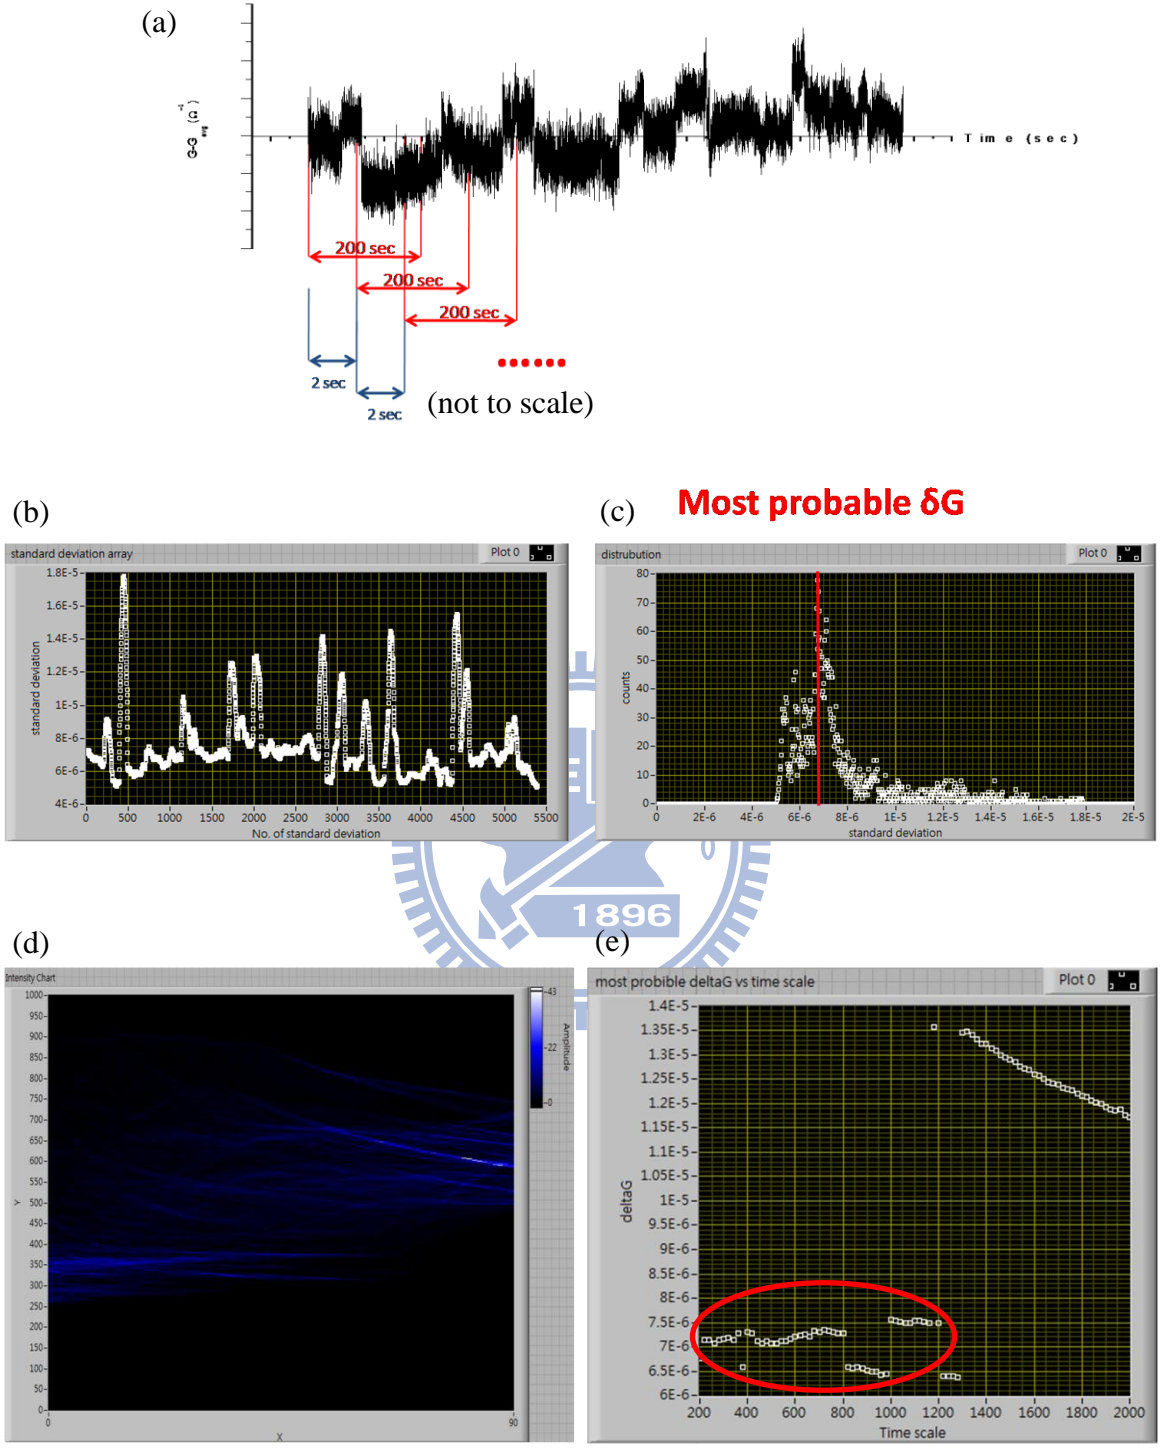 (a)
G-G avg (Ω⁻¹)
Time (sec)
200 sec
200 sec
200 sec
2 sec
2 sec
(not to scale)
(b)
standard deviation array
Plot 0
standard deviation
1.8E-5
1.6E-5
1.4E-5
1.2E-5
1E-5
8E-6
6E-6
4E-6
0 500 1000 1500 2000 2500 3000 3500 4000 4500 5000 5500
No. of standard deviation
(c)
Most probable δG
distrubution
Plot 0
counts
80
70
60
50
40
30
20
10
0
0 2E-6 4E-6 6E-6 8E-6 1E-5 1.2E-5 1.4E-5 1.6E-5 1.8E-5 2E-5
standard deviation
1896
(d)
Intensity Chart
Y
1000
950
900
850
800
750
700
650
600
550
500
450
400
350
300
250
200
150
100
50
0
0 90
X
43
22
0
Amplitude
(e)
most probible deltaG vs time scale
Plot 0
deltaG
1.4E-5
1.35E-5
1.3E-5
1.25E-5
1.2E-5
1.15E-5
1.1E-5
1.05E-5
1E-5
9.5E-6
9E-6
8.5E-6
8E-6
7.5E-6
7E-6
6.5E-6
6E-6
200 400 600 800 1000 1200 1400 1600 1800 2000
Time scale